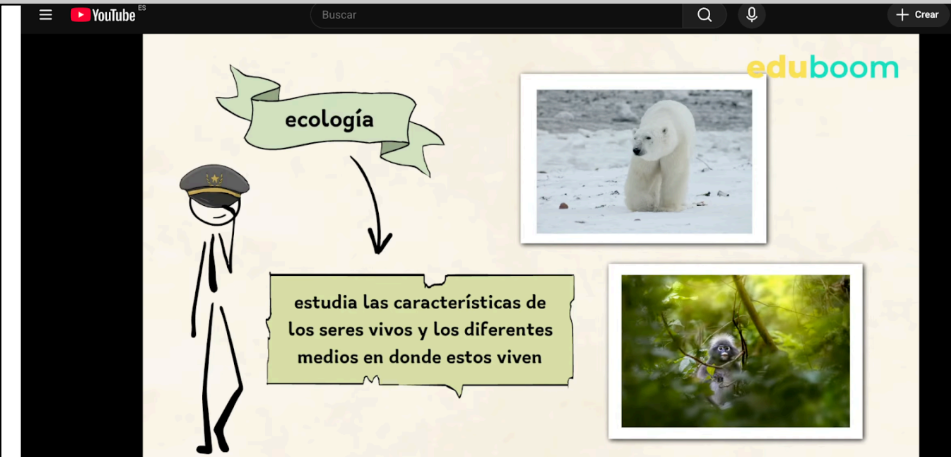 YouTube ES
Buscar
Crear
eduboom
ecología
estudia las características de
los seres vivos y los diferentes
medios en donde estos viven